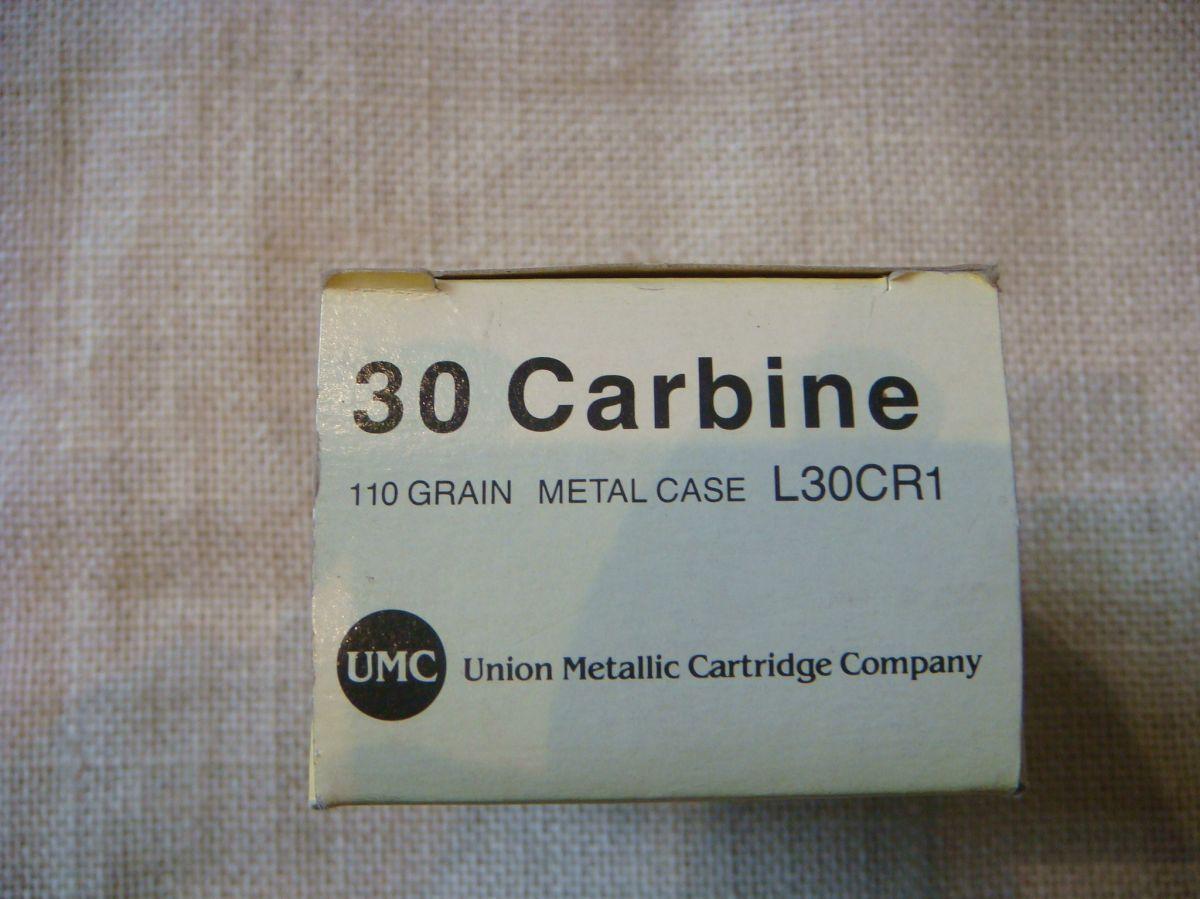 30 Carbine
110 GRAIN METAL CASE L30CR1
UMC Union Metallic Cartridge Company